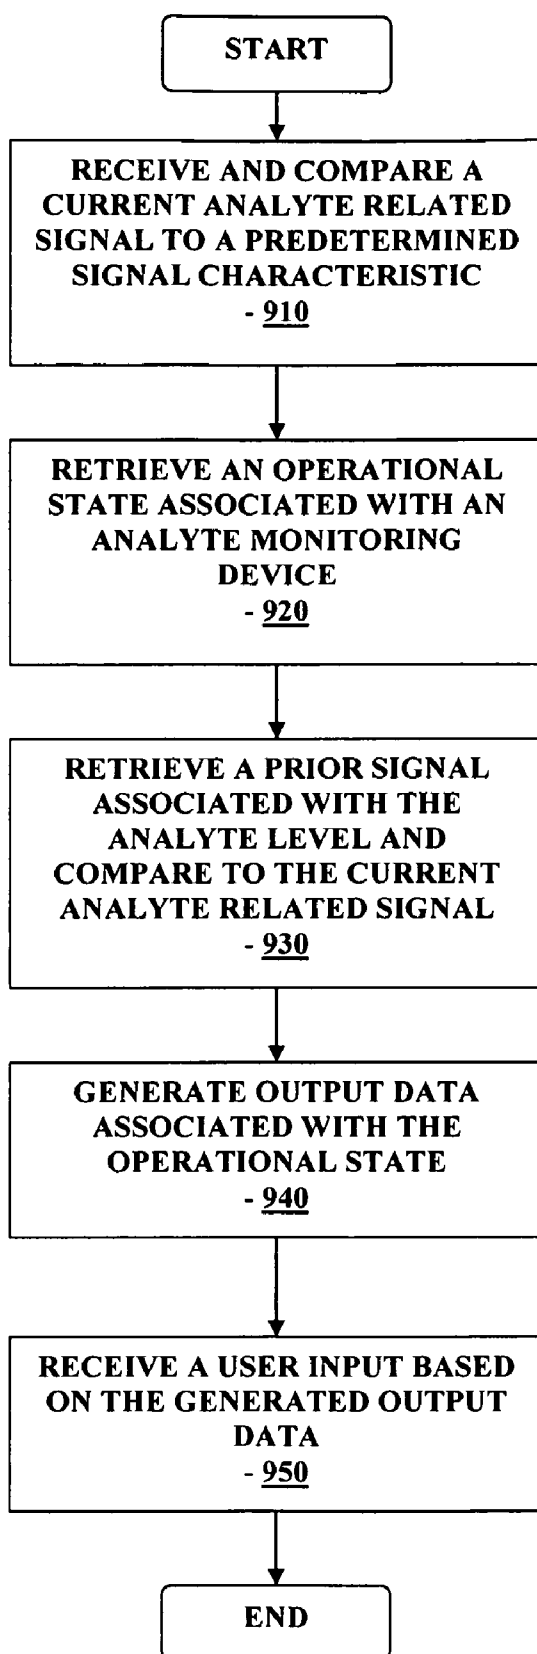 START
RECEIVE AND COMPARE A
CURRENT ANALYTE RELATED
SIGNAL TO A PREDETERMINED
SIGNAL CHARACTERISTIC
- 910
RETRIEVE AN OPERATIONAL
STATE ASSOCIATED WITH AN
ANALYTE MONITORING
DEVICE
- 920
RETRIEVE A PRIOR SIGNAL
ASSOCIATED WITH THE
ANALYTE LEVEL AND
COMPARE TO THE CURRENT
ANALYTE RELATED SIGNAL
- 930
GENERATE OUTPUT DATA
ASSOCIATED WITH THE
OPERATIONAL STATE
- 940
RECEIVE A USER INPUT BASED
ON THE GENERATED OUTPUT
DATA
- 950
END